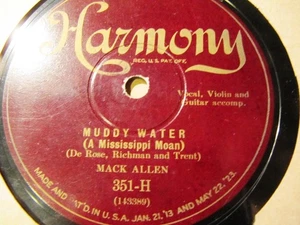 Harmony
REG. U.S. PAT. OFF.
Vocal, Violin and
Guitar accomp.
MUDDY WATER
(A Mississippi Moan)
(De Rose, Richman and Trent)
MACK ALLEN
351-H
(143389)
MADE AND PAT'D. IN U.S.A. JAN. 21, '13 AND MAY 22, '23.